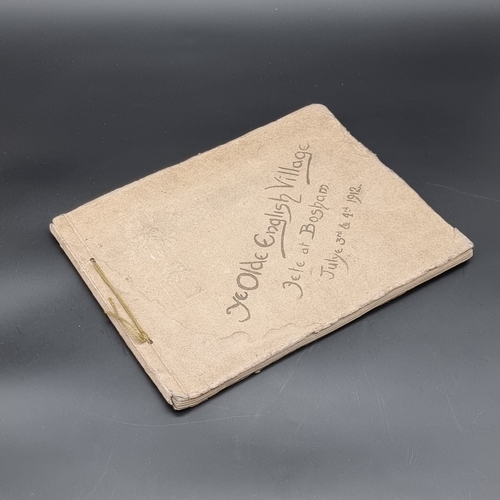 Ye Olde English Village
Fete at Bosham
Julye 3rd & 4th 1912.